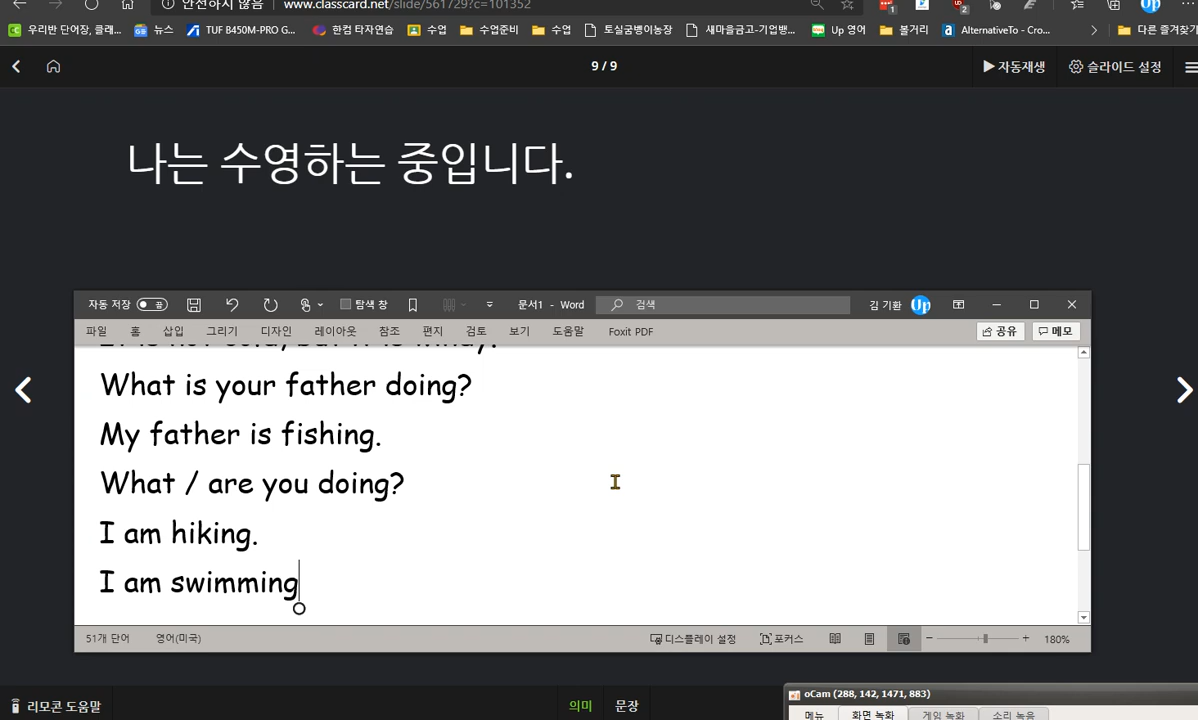 안전하지 않음 | www.classcard.net/slide/561729?c=101352
우리반 단어장, 클래... 뉴스 TUF B450M-PRO G... 한컴 타자연습 수업 수업준비 수업 토실굼벵이농장 새마을금고-기업뱅... Up 영어 볼거리 AlternativeTo - Cro... 다른 즐겨찾기
9 / 9 자동재생 슬라이드 설정
나는 수영하는 중입니다.
자동 저장 끔 탐색 창 문서1 - Word 검색 김 기환 Up
파일 홈 삽입 그리기 디자인 레이아웃 참조 편지 검토 보기 도움말 Foxit PDF 공유 메모
It is not cold, but it is windy.
What is your father doing?
My father is fishing.
What / are you doing?
I am hiking.
I am swimming
51개 단어 영어(미국) 디스플레이 설정 포커스 180%
리모콘 도움말 의미 문장
oCam (288, 142, 1471, 883)
메뉴 화면 녹화 게임 녹화 소리 녹음